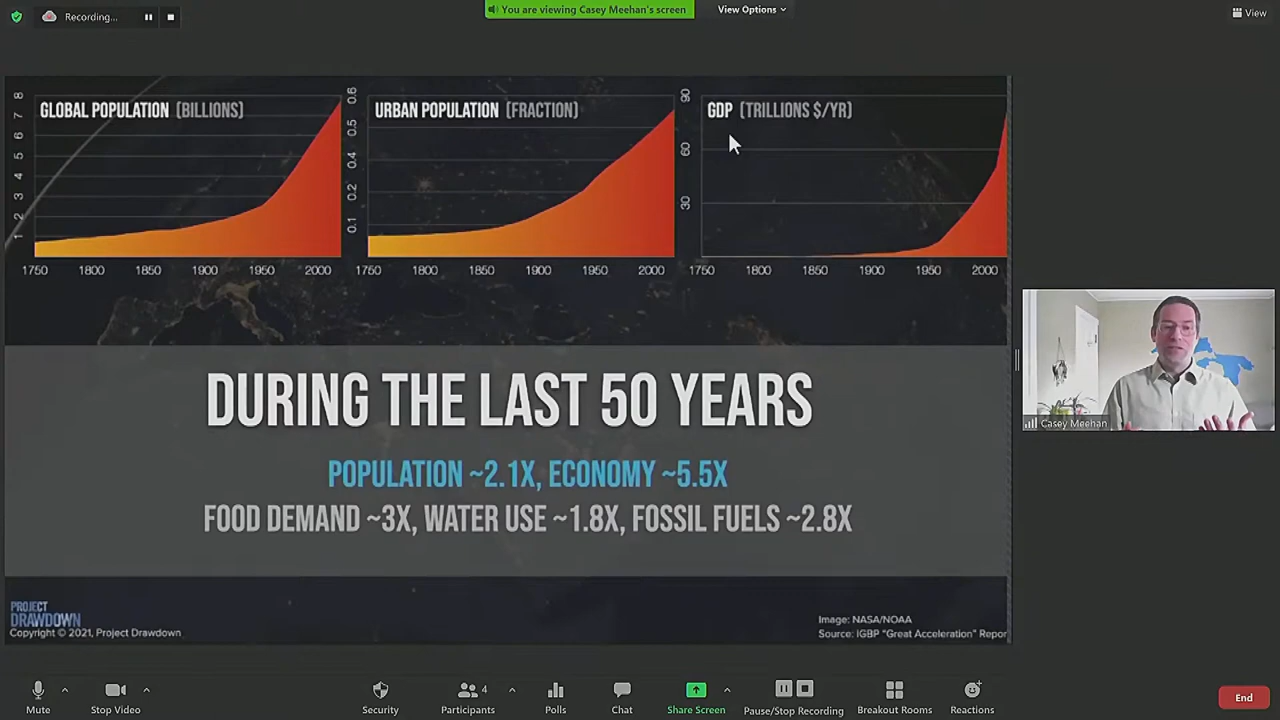 Recording...
You are viewing Casey Meehan's screen
View Options
View
GLOBAL POPULATION (BILLIONS)
8
7
6
5
4
3
2
1
1750 1800 1850 1900 1950 2000
URBAN POPULATION (FRACTION)
0.6
0.5
0.4
0.2
0.1
1750 1800 1850 1900 1950 2000
GDP (TRILLIONS $/YR)
90
60
30
1750 1800 1850 1900 1950 2000
DURING THE LAST 50 YEARS
POPULATION ~2.1X, ECONOMY ~5.5X
FOOD DEMAND ~3X, WATER USE ~1.8X, FOSSIL FUELS ~2.8X
Casey Meehan
PROJECT
DRAWDOWN
Copyright © 2021, Project Drawdown
Image: NASA/NOAA
Source: IGBP "Great Acceleration" Repor
Mute
Stop Video
Security
Participants 4
Polls
Chat
Share Screen
Pause/Stop Recording
Breakout Rooms
Reactions
End